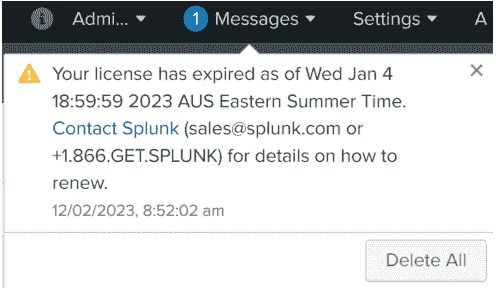 Admi... 1 Messages Settings A
Your license has expired as of Wed Jan 4
18:59:59 2023 AUS Eastern Summer Time.
Contact Splunk (sales@splunk.com or
+1.866.GET.SPLUNK) for details on how to
renew.
12/02/2023, 8:52:02 am
Delete All